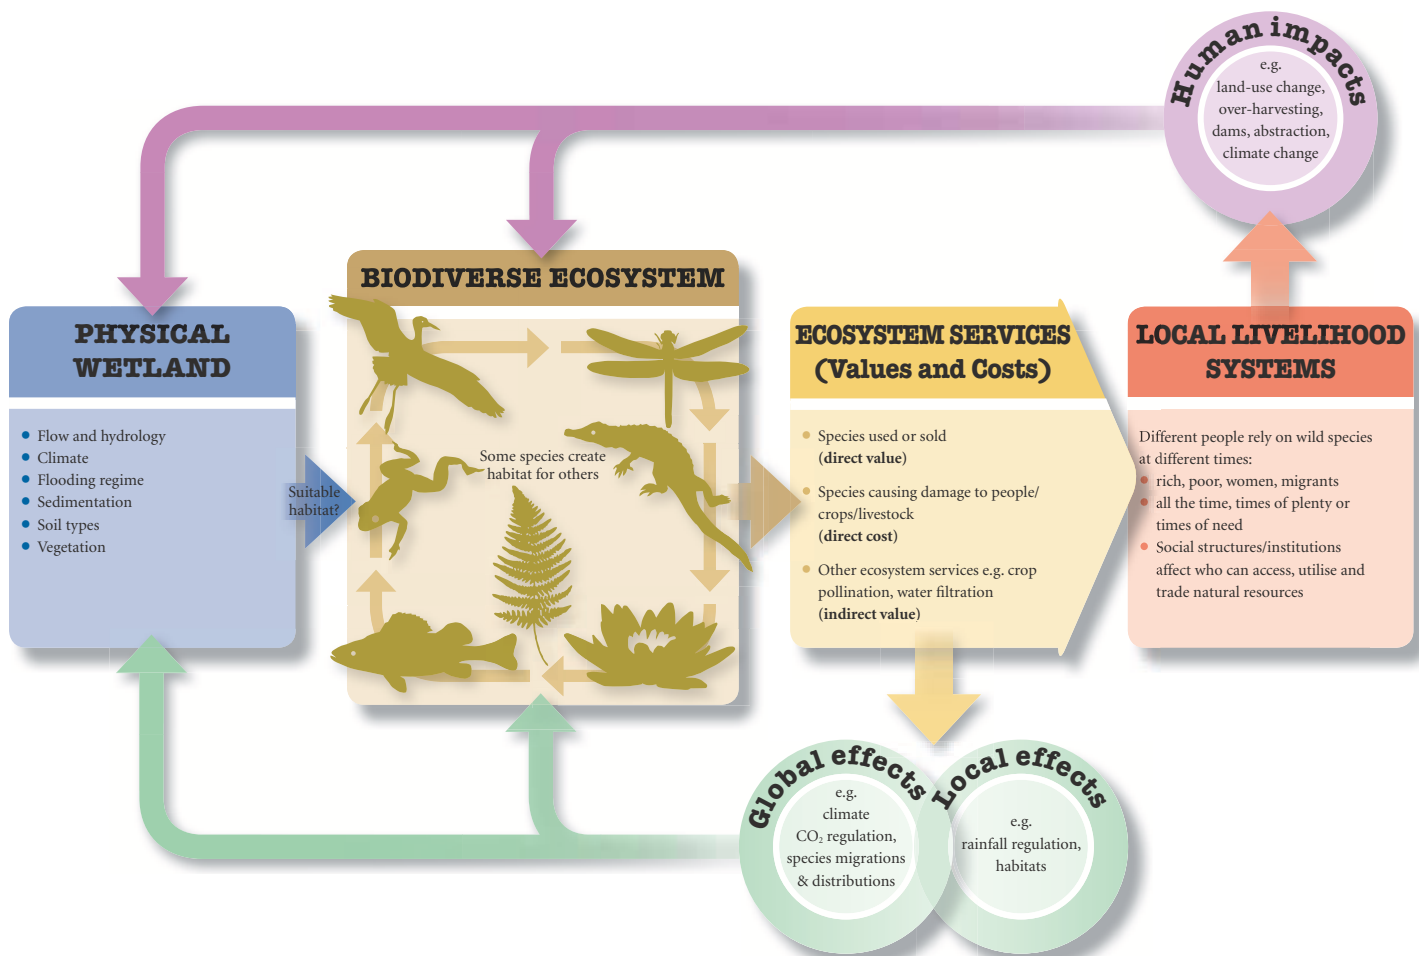 Human impacts
e.g.
land-use change,
over-harvesting,
dams, abstraction,
climate change
PHYSICAL
WETLAND
• Flow and hydrology
• Climate
• Flooding regime
• Sedimentation
• Soil types
• Vegetation
Suitable
habitat?
BIODIVERSE ECOSYSTEM
Some species create
habitat for others
ECOSYSTEM SERVICES
(Values and Costs)
• Species used or sold
(direct value)
• Species causing damage to people/
crops/livestock
(direct cost)
• Other ecosystem services e.g. crop
pollination, water filtration
(indirect value)
LOCAL LIVELIHOOD
SYSTEMS
Different people rely on wild species
at different times:
• rich, poor, women, migrants
• all the time, times of plenty or
times of need
• Social structures/institutions
affect who can access, utilise and
trade natural resources
Global effects
e.g.
climate
CO₂ regulation,
species migrations
& distributions
Local effects
e.g.
rainfall regulation,
habitats